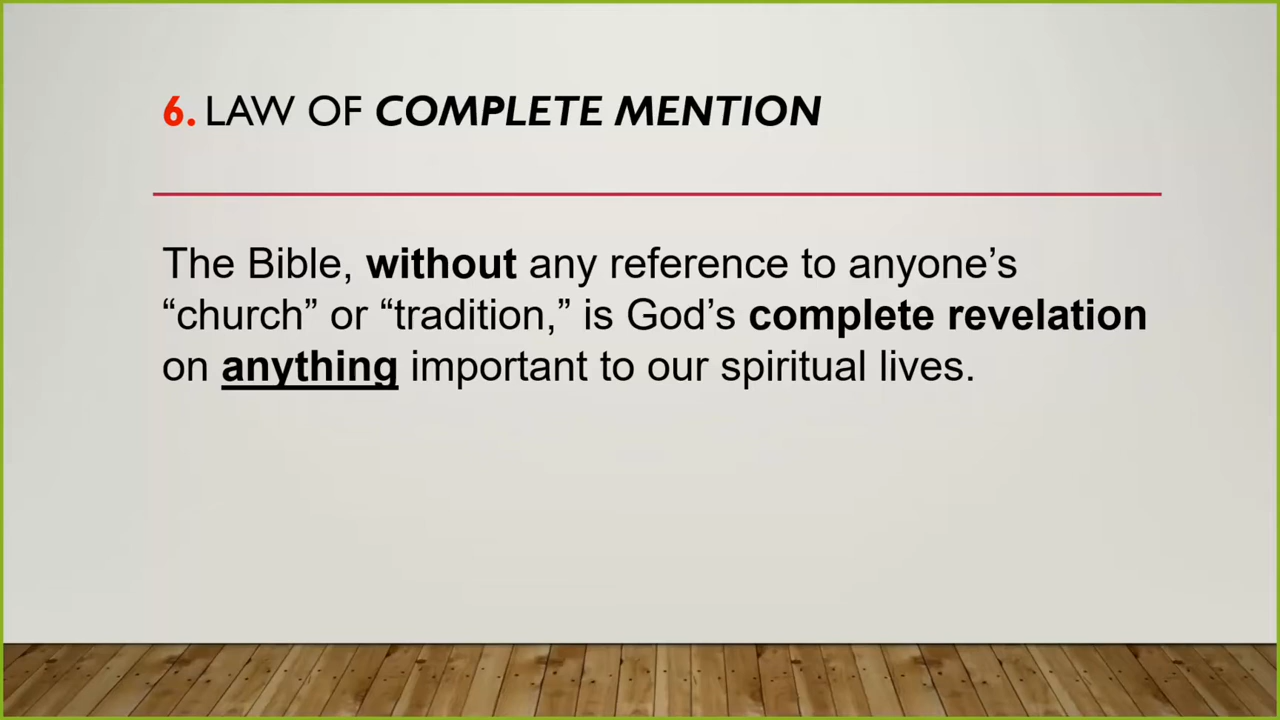 6. LAW OF COMPLETE MENTION
The Bible, without any reference to anyone’s
“church” or “tradition,” is God’s complete revelation
on anything important to our spiritual lives.